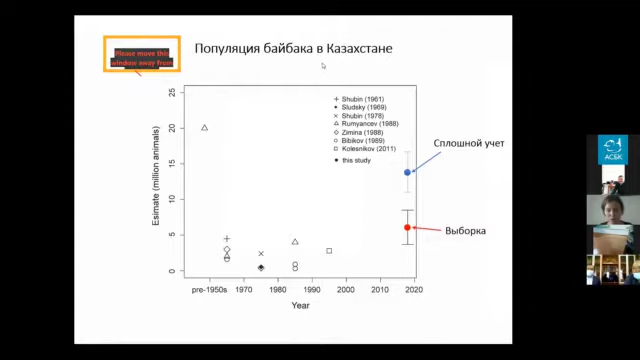 Please move this
window away from
Популяция байбака в Казахстане
Esimate (million animals)
25
20
15
10
5
0
Shubin (1961)
Sludsky (1969)
Shubin (1978)
Rumyancev (1988)
Zimina (1988)
Bibikov (1989)
Kolesnikov (2011)
this study
Сплошной учет
Выборка
pre-1950s 1970 1980 1990 2000 2010 2020
Year
АСБК